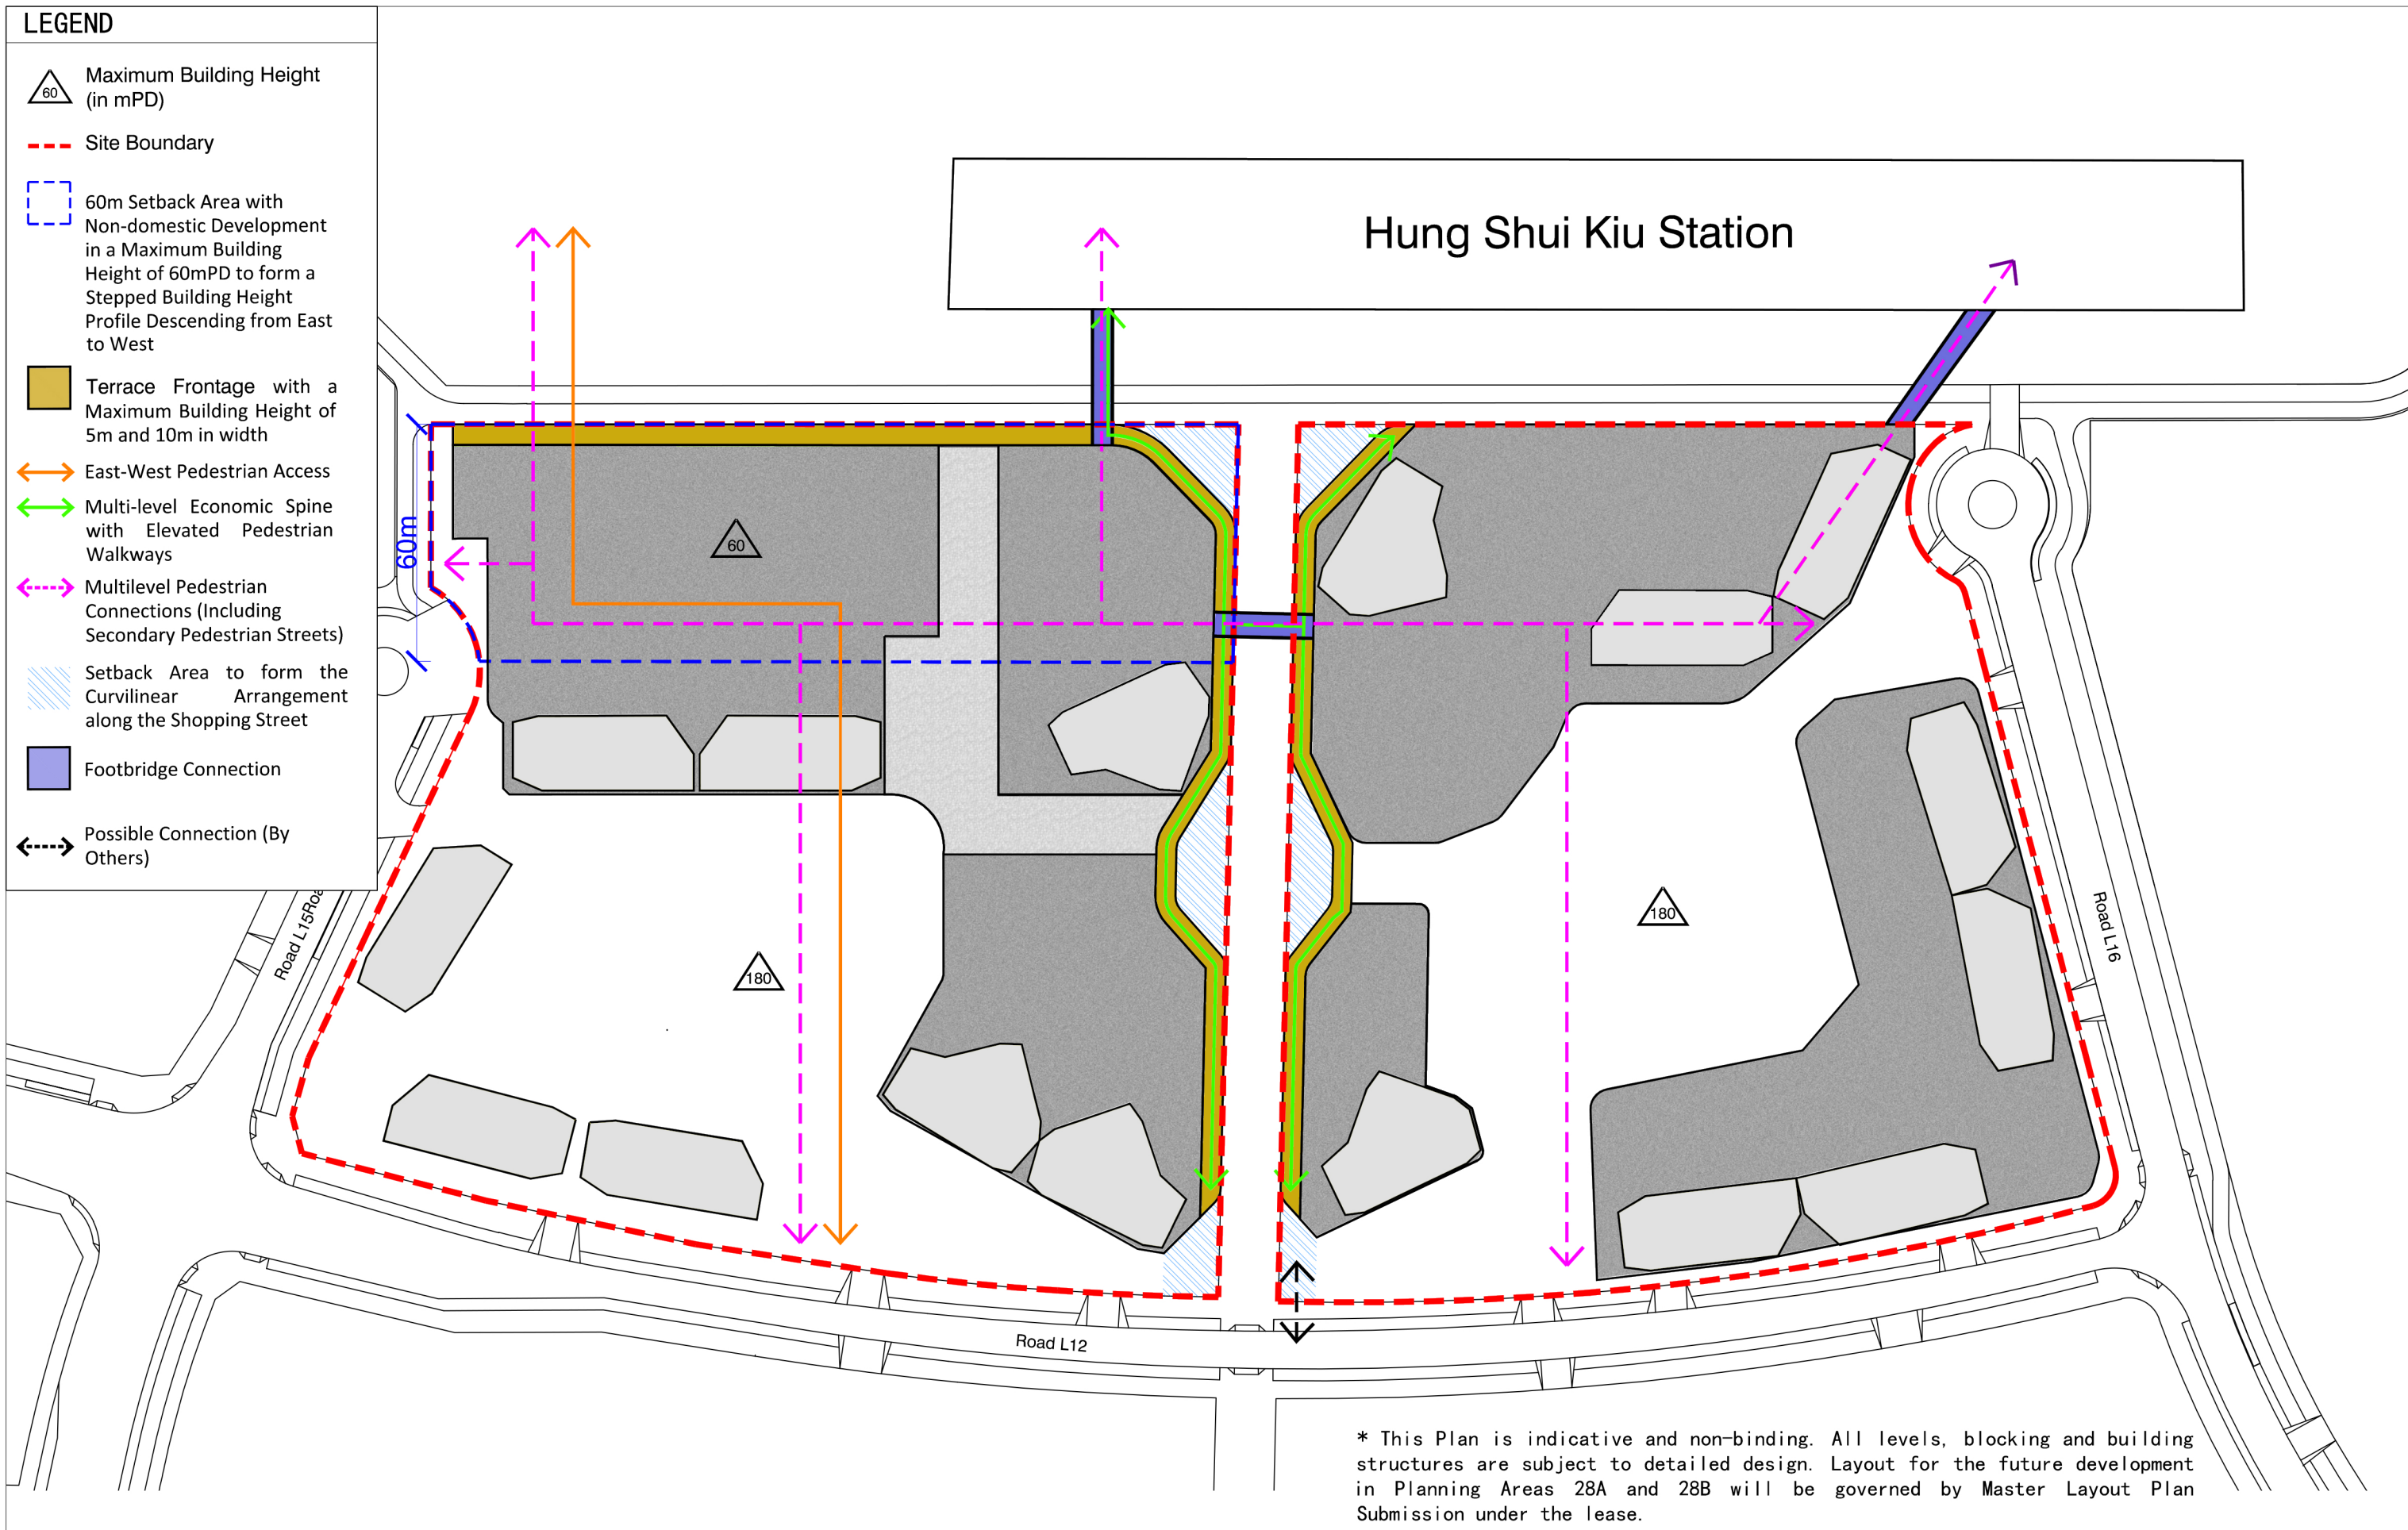 LEGEND
60
Maximum Building Height
(in mPD)
Site Boundary
60m Setback Area with
Non-domestic Development
in a Maximum Building
Height of 60mPD to form a
Stepped Building Height
Profile Descending from East
to West
Terrace Frontage with a
Maximum Building Height of
5m and 10m in width
East-West Pedestrian Access
Multi-level Economic Spine
with Elevated Pedestrian
Walkways
Multilevel Pedestrian
Connections (Including
Secondary Pedestrian Streets)
Setback Area to form the
Curvilinear Arrangement
along the Shopping Street
Footbridge Connection
Possible Connection (By
Others)
Hung Shui Kiu Station
60m
60
180
180
Road L15
Road L16
Road L12
* This Plan is indicative and non-binding. All levels, blocking and building
structures are subject to detailed design. Layout for the future development
in Planning Areas 28A and 28B will be governed by Master Layout Plan
Submission under the lease.